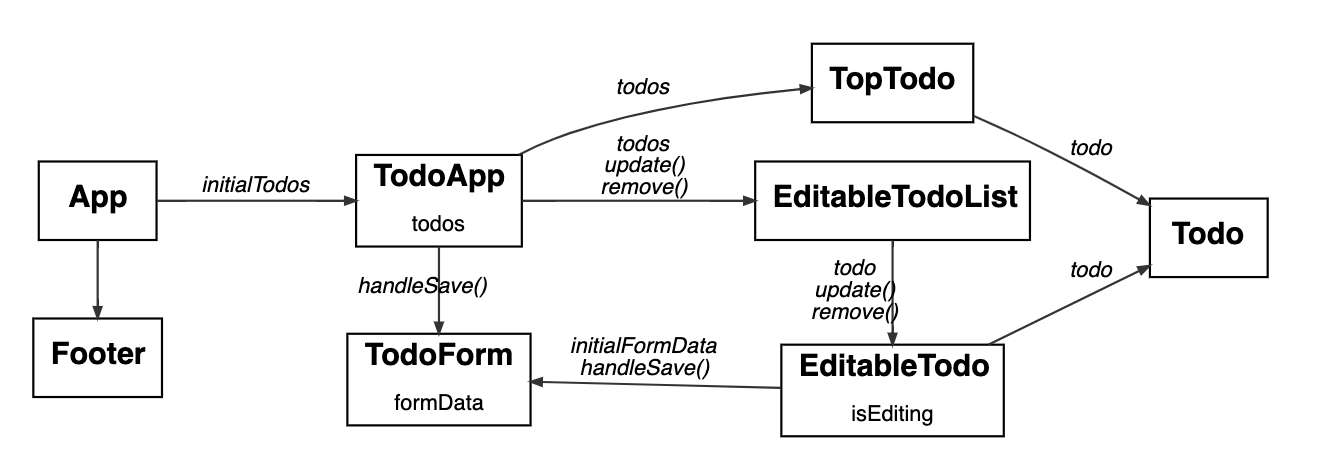 TopTodo
todos
todos
update()
remove()
todo
App
initialTodos
TodoApp
todos
EditableTodoList
Todo
handleSave()
todo
update()
remove()
todo
Footer
TodoForm
formData
initialFormData
handleSave()
EditableTodo
isEditing